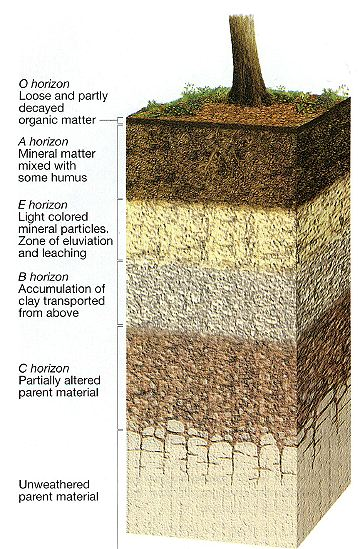 O horizon
Loose and partly
decayed
organic matter
A horizon
Mineral matter
mixed with
some humus
E horizon
Light colored
mineral particles.
Zone of eluviation
and leaching
B horizon
Accumulation of
clay transported
from above
C horizon
Partially altered
parent material
Unweathered
parent material